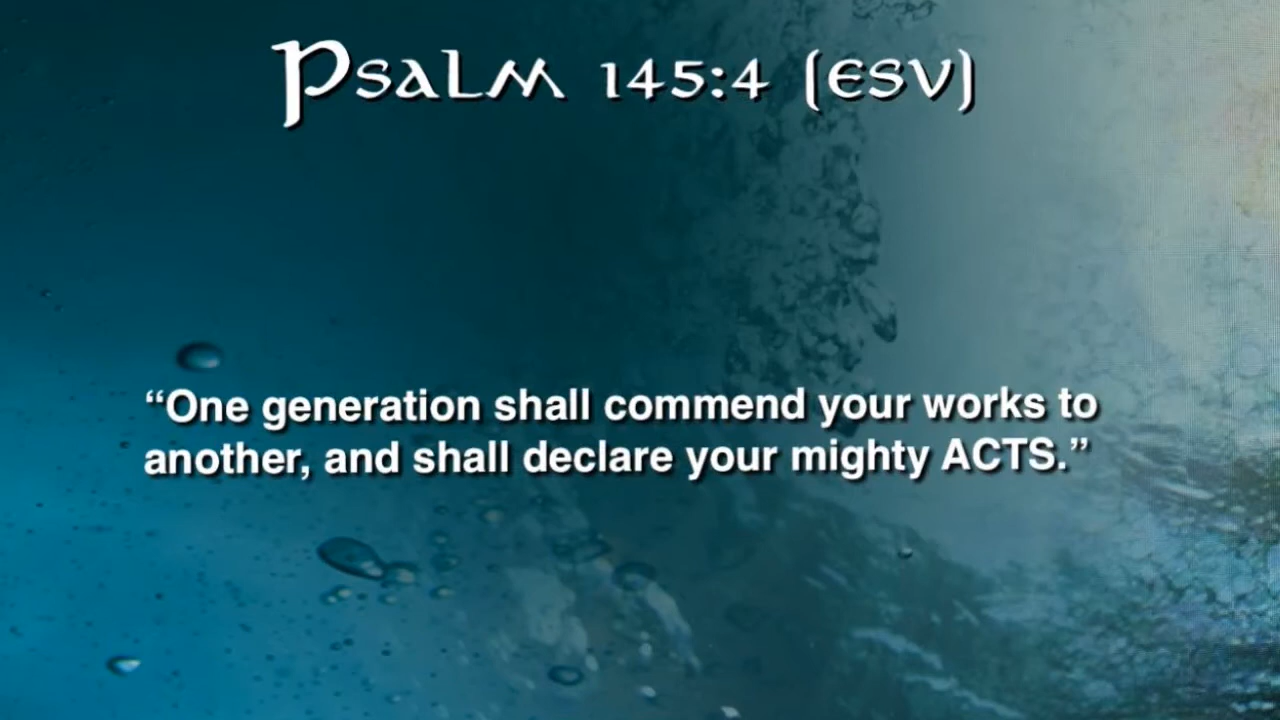 Psalm 145:4 (ESV)
“One generation shall commend your works to
another, and shall declare your mighty ACTS.”